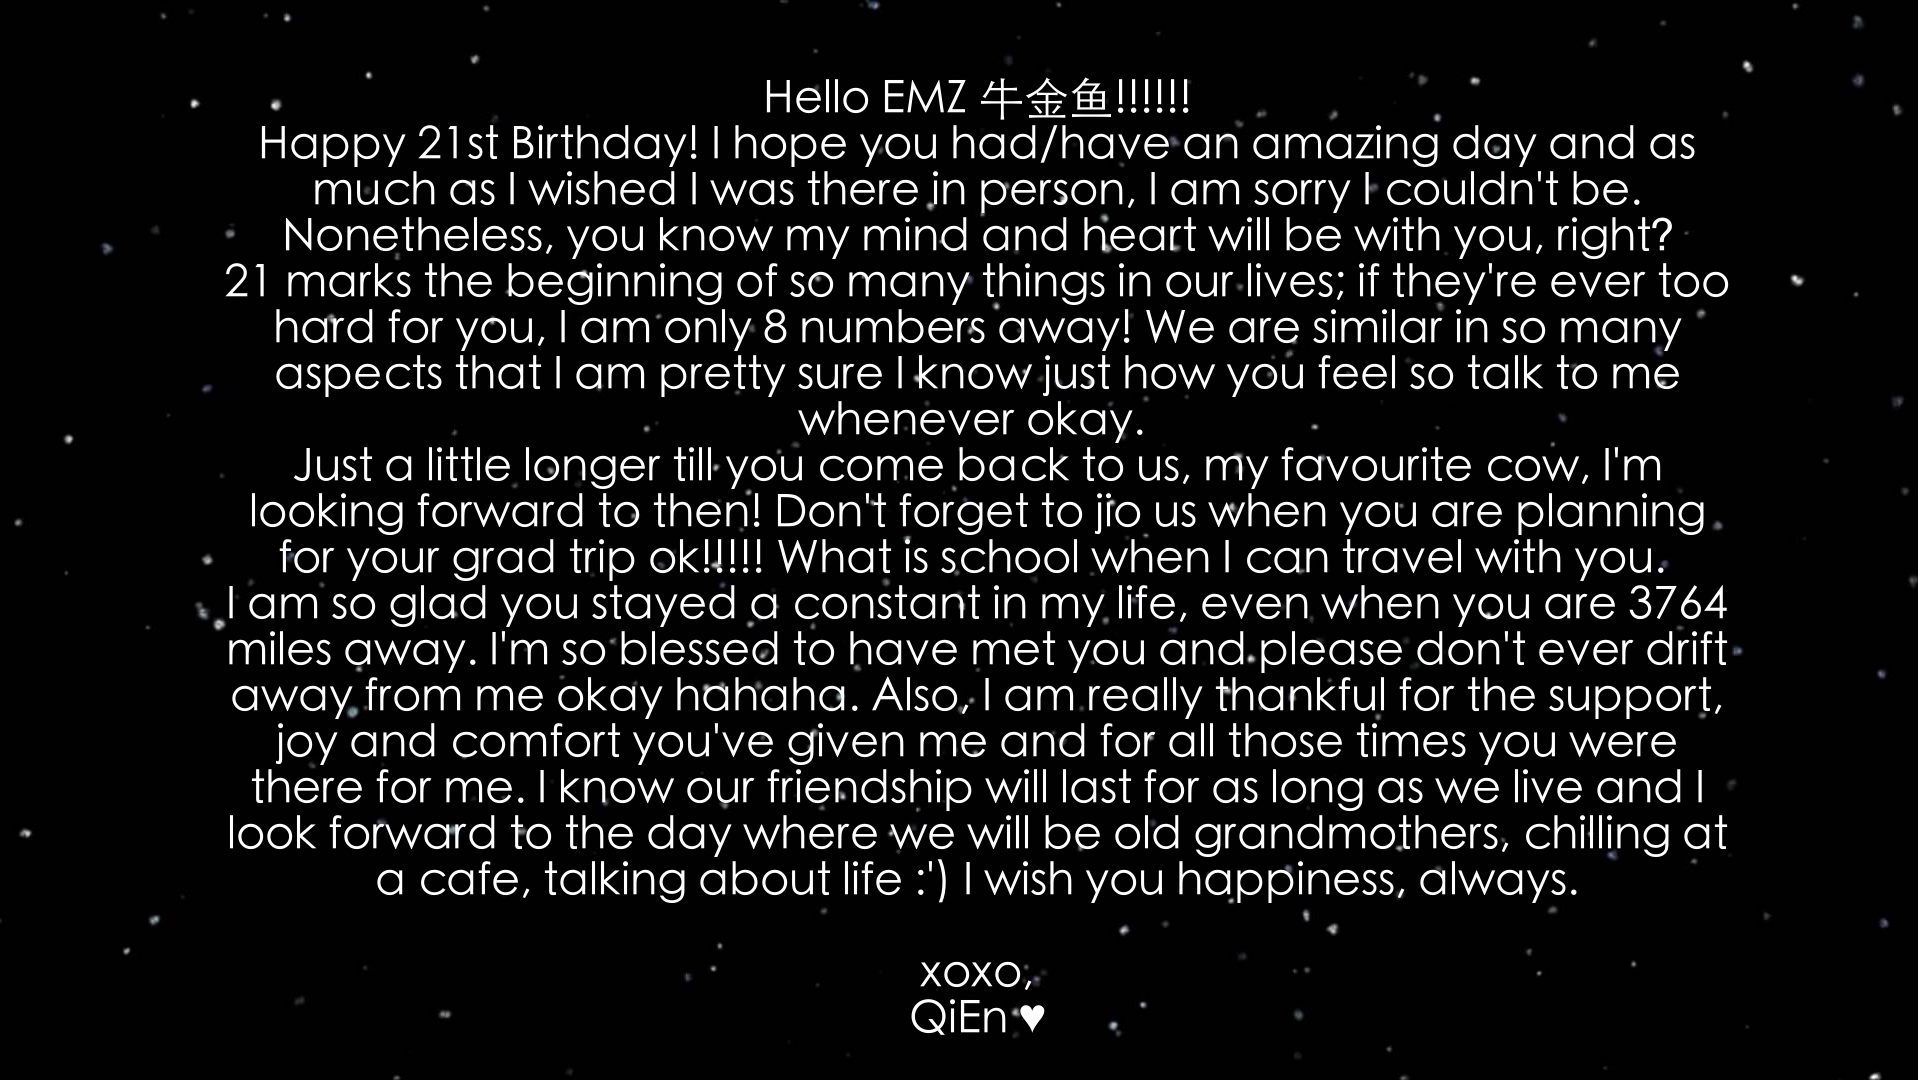 Hello EMZ 牛金鱼!!!!!!
Happy 21st Birthday! I hope you had/have an amazing day and as
much as I wished I was there in person, I am sorry I couldn't be.
Nonetheless, you know my mind and heart will be with you, right?
21 marks the beginning of so many things in our lives; if they're ever too
hard for you, I am only 8 numbers away! We are similar in so many
aspects that I am pretty sure I know just how you feel so talk to me
whenever okay.
Just a little longer till you come back to us, my favourite cow, I'm
looking forward to then! Don't forget to jio us when you are planning
for your grad trip ok!!!!! What is school when I can travel with you.
I am so glad you stayed a constant in my life, even when you are 3764
miles away. I'm so blessed to have met you and please don't ever drift
away from me okay hahaha. Also, I am really thankful for the support,
joy and comfort you've given me and for all those times you were
there for me. I know our friendship will last for as long as we live and I
look forward to the day where we will be old grandmothers, chilling at
a cafe, talking about life :') I wish you happiness, always.
xoxo,
QiEn ♥